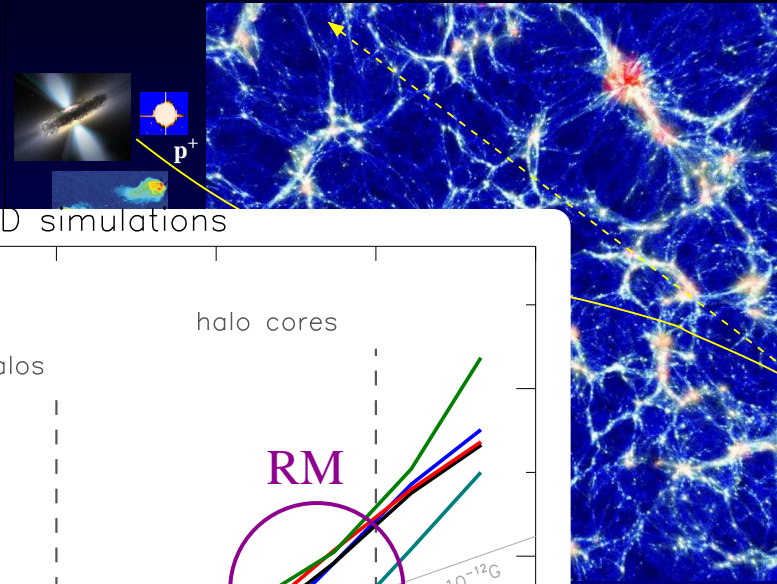 p+
D simulations
halo cores
alos
RM
10⁻¹²G